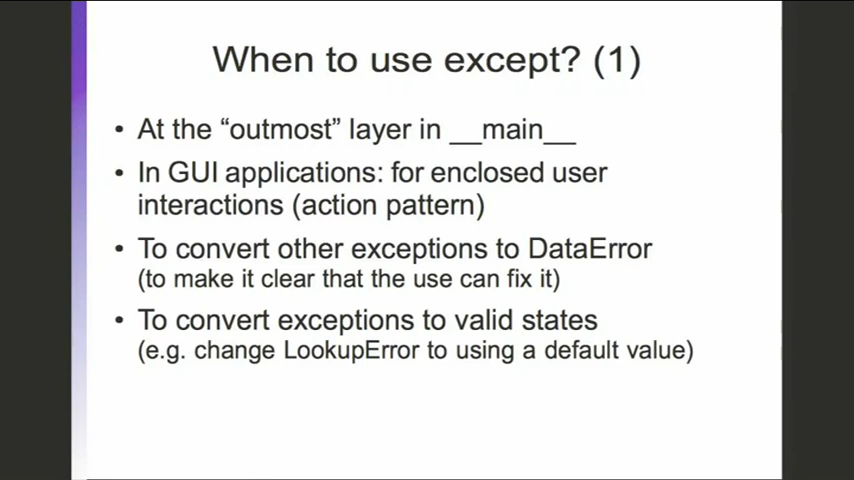 When to use except? (1)
• At the “outmost” layer in __main__
• In GUI applications: for enclosed user
interactions (action pattern)
• To convert other exceptions to DataError
(to make it clear that the use can fix it)
• To convert exceptions to valid states
(e.g. change LookupError to using a default value)